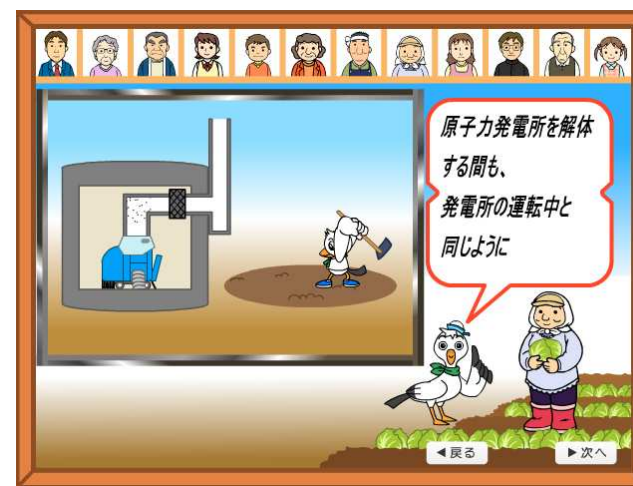 原子力発電所を解体
する間も、
発電所の運転中と
同じように
◀戻る
▶次へ